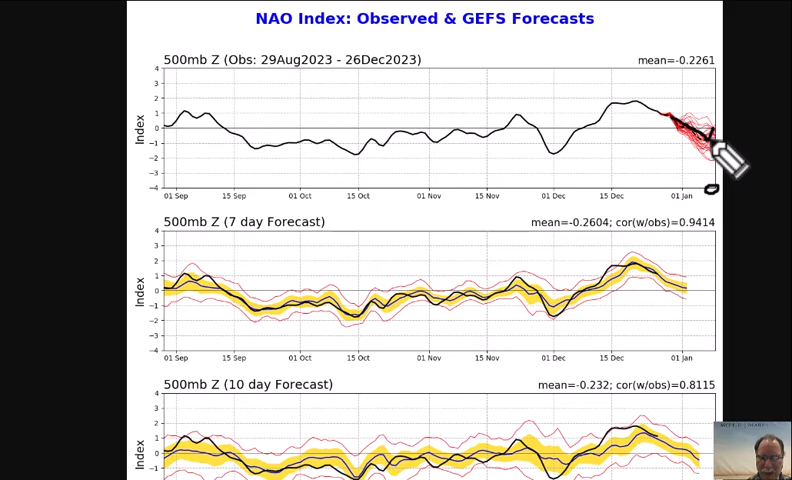 NAO Index: Observed & GEFS Forecasts
500mb Z (Obs: 29Aug2023 - 26Dec2023)
mean=-0.2261
4
3
2
1
0
−1
−2
−3
−4
Index
01 Sep
15 Sep
01 Oct
15 Oct
01 Nov
15 Nov
01 Dec
15 Dec
01 Jan
500mb Z (7 day Forecast)
mean=-0.2604; cor(w/obs)=0.9414
4
3
2
1
0
−1
−2
−3
−4
Index
01 Sep
15 Sep
01 Oct
15 Oct
01 Nov
15 Nov
01 Dec
15 Dec
01 Jan
500mb Z (10 day Forecast)
mean=-0.232; cor(w/obs)=0.8115
4
3
2
1
0
−1
Index